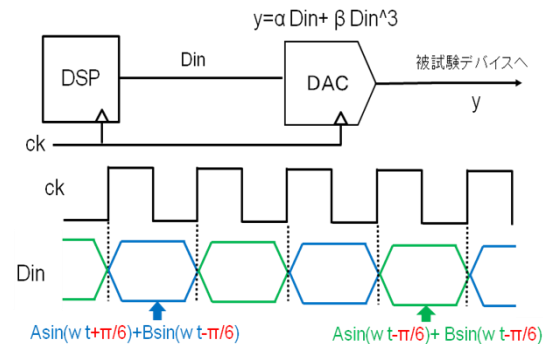 y=α Din+ β Din^3
DSP
Din
DAC
被試験デバイスへ
y
ck
ck
Din
Asin(w t+π/6)+Bsin(w t-π/6)
Asin(w t-π/6)+ Bsin(w t-π/6)